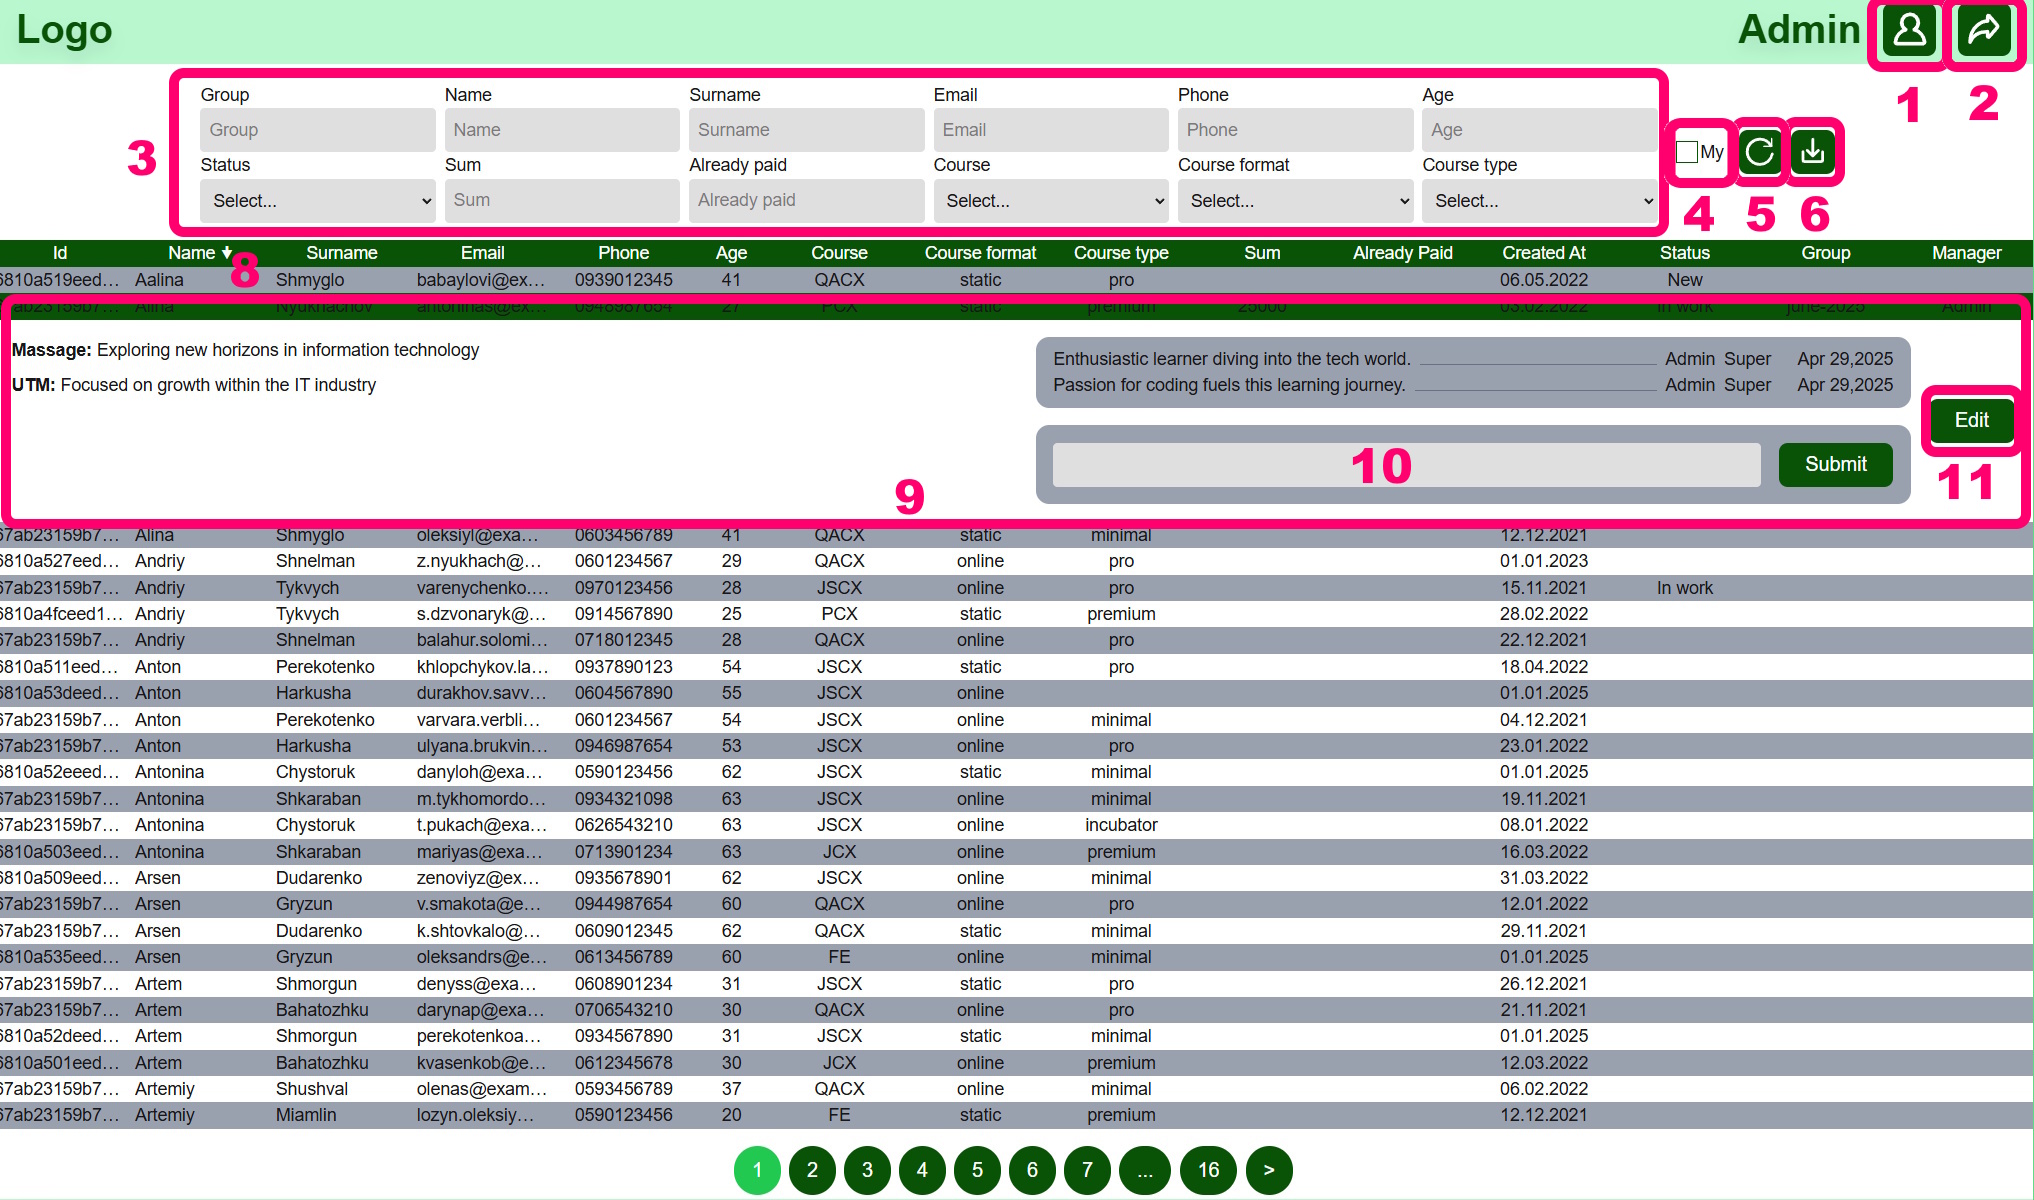 Logo
Admin
1
2
Group Name Surname Email Phone Age
Group Name Surname Email Phone Age
3
My
Status Sum Already paid Course Course format Course type
Select... Sum Already paid Select... Select... Select...
4 5 6
Id Name Surname Email Phone Age Course Course format Course type Sum Already Paid Created At Status Group Manager
8
6810a519eed... Aalina Shmyglo babaylovi@ex... 0939012345 41 QACX static pro 06.05.2022 New
Alina Nyukhachov antoninas@ex... 0948987654 27 PCX static premium 25000 03.02.2022 In work june-2025 Admin
Massage: Exploring new horizons in information technology
UTM: Focused on growth within the IT industry
Enthusiastic learner diving into the tech world. Admin Super Apr 29,2025
Passion for coding fuels this learning journey. Admin Super Apr 29,2025
Edit
10
Submit
11
9
67ab23159b7... Alina Shmyglo oleksiyl@exa... 0603456789 41 QACX static minimal 12.12.2021
6810a527eed... Andriy Shnelman z.nyukhach@... 0601234567 29 QACX online pro 01.01.2023
67ab23159b7... Andriy Tykvych varenychenko.... 0970123456 28 JSCX online pro 15.11.2021 In work
6810a4fceed1... Andriy Tykvych s.dzvonaryk@... 0914567890 25 PCX static premium 28.02.2022
67ab23159b7... Andriy Shnelman balahur.solomi... 0718012345 28 QACX online pro 22.12.2021
6810a511eed... Anton Perekotenko khlopchykov.la... 0937890123 54 JSCX static pro 18.04.2022
6810a53deed... Anton Harkusha durakhov.savv... 0604567890 55 JSCX online 01.01.2025
67ab23159b7... Anton Perekotenko varvara.verbli... 0601234567 54 JSCX online minimal 04.12.2021
67ab23159b7... Anton Harkusha ulyana.brukvin... 0946987654 53 JSCX online pro 23.01.2022
6810a52eeed... Antonina Chystoruk danyloh@exa... 0590123456 62 JSCX static minimal 01.01.2025
67ab23159b7... Antonina Shkaraban m.tykhomordo... 0934321098 63 JSCX online minimal 19.11.2021
67ab23159b7... Antonina Chystoruk t.pukach@exa... 0626543210 63 JSCX online incubator 08.01.2022
6810a503eed... Antonina Shkaraban mariyas@exa... 0713901234 63 JCX online premium 16.03.2022
6810a509eed... Arsen Dudarenko zenoviyz@ex... 0935678901 62 JSCX online minimal 31.03.2022
67ab23159b7... Arsen Gryzun v.smakota@e... 0944987654 60 QACX online pro 12.01.2022
67ab23159b7... Arsen Dudarenko k.shtovkalo@... 0609012345 62 QACX static minimal 29.11.2021
6810a535eed... Arsen Gryzun oleksandrs@e... 0613456789 60 FE online minimal 01.01.2025
67ab23159b7... Artem Shmorgun denyss@exa... 0608901234 31 JSCX static pro 26.12.2021
67ab23159b7... Artem Bahatozhku darynap@exa... 0706543210 30 QACX online pro 21.11.2021
6810a52deed... Artem Shmorgun perekotenkoa... 0934567890 31 JSCX static minimal 01.01.2025
6810a501eed... Artem Bahatozhku kvasenkob@e... 0612345678 30 JCX online premium 12.03.2022
67ab23159b7... Artemiy Shushval olenas@exam... 0593456789 37 QACX online minimal 06.02.2022
67ab23159b7... Artemiy Miamlin lozyn.oleksiy... 0590123456 20 FE static premium 12.12.2021
1 2 3 4 5 6 7 ... 16 >